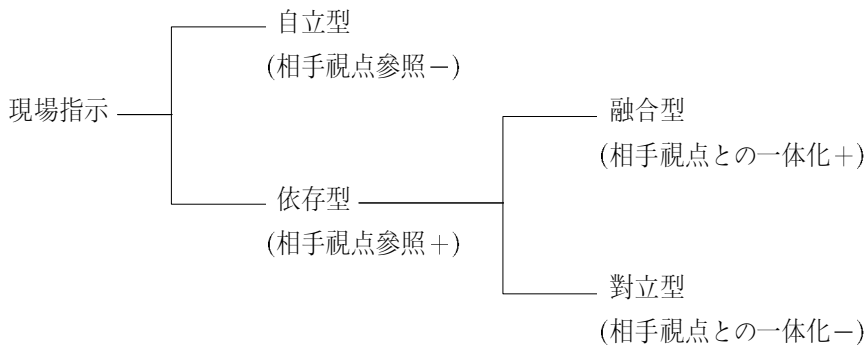 自立型
(相手視点參照－)
現場指示
融合型
(相手視点との一体化＋)
依存型
(相手視点參照＋)
對立型
(相手視点との一体化－)